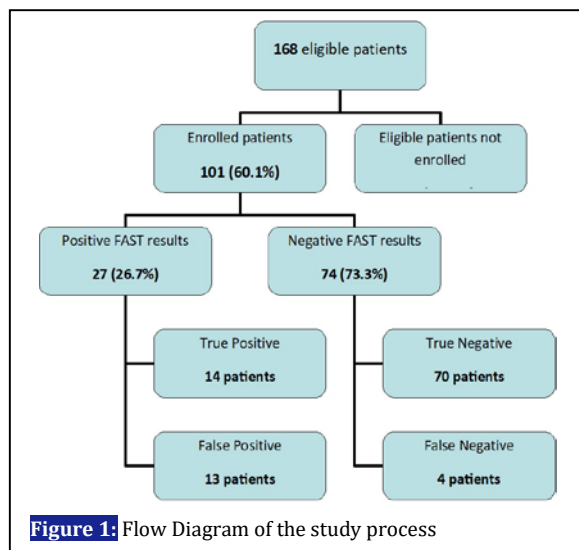 168 eligible patients
Enrolled patients
101 (60.1%)
Eligible patients not
enrolled
Positive FAST results
27 (26.7%)
Negative FAST results
74 (73.3%)
True Positive
14 patients
True Negative
70 patients
False Positive
13 patients
False Negative
4 patients
Figure 1: Flow Diagram of the study process